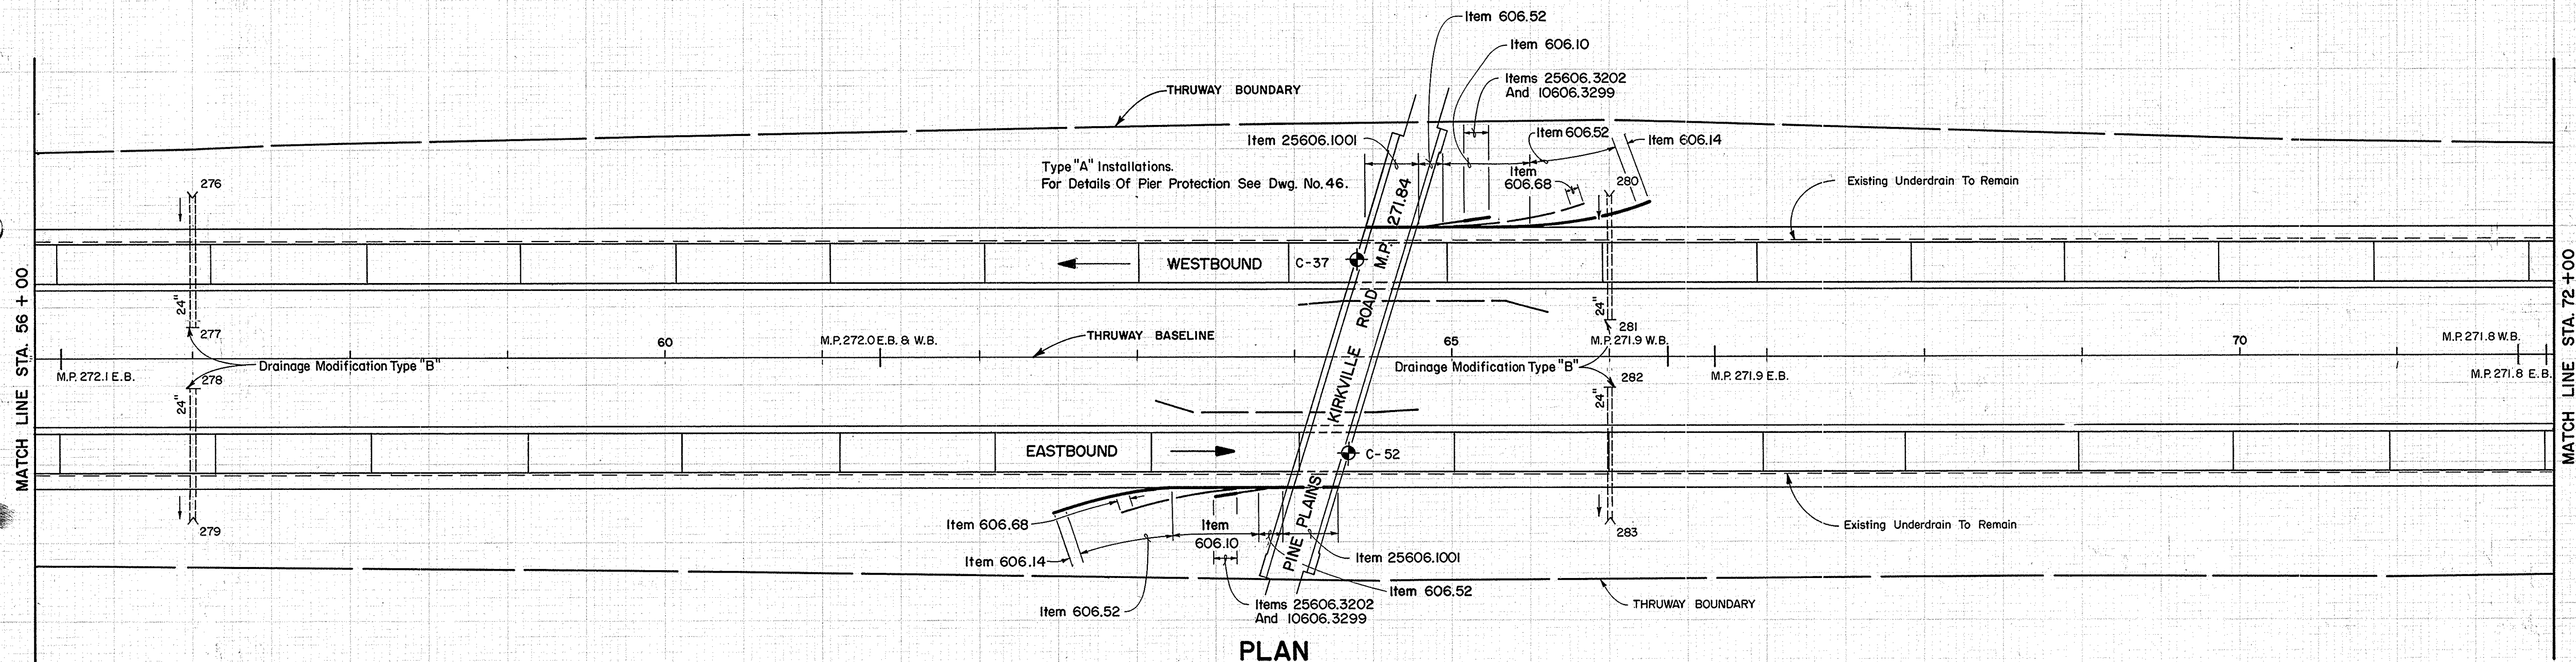 Item 606.52
Item 606.10
Items 25606.3202
And 10606.3299
THRUWAY BOUNDARY
Item 25606.1001
Item 606.52
Item 606.14
Type "A" Installations.
For Details Of Pier Protection See Dwg. No. 46.
Item
606.68
276
280
Existing Underdrain To Remain
M.P. 271.84
WESTBOUND
C-37
MATCH LINE STA. 56 + 00
MATCH LINE STA. 72 + 00
24"
24"
277
281
THRUWAY BASELINE
60
M.P. 272.0 E.B. & W.B.
65
M.P. 271.9 W.B.
70
M.P. 271.8 W.B.
M.P. 272.1 E.B.
278
Drainage Modification Type "B"
Drainage Modification Type "B"
282
M.P. 271.9 E.B.
M.P. 271.8 E.B.
24"
24"
PINE PLAINS KIRKVILLE ROAD
EASTBOUND
C-52
279
283
Item 606.68
Item
606.10
Existing Underdrain To Remain
Item 606.14
Item 25606.1001
Item 606.52
Item 606.52
Items 25606.3202
And 10606.3299
THRUWAY BOUNDARY
PLAN